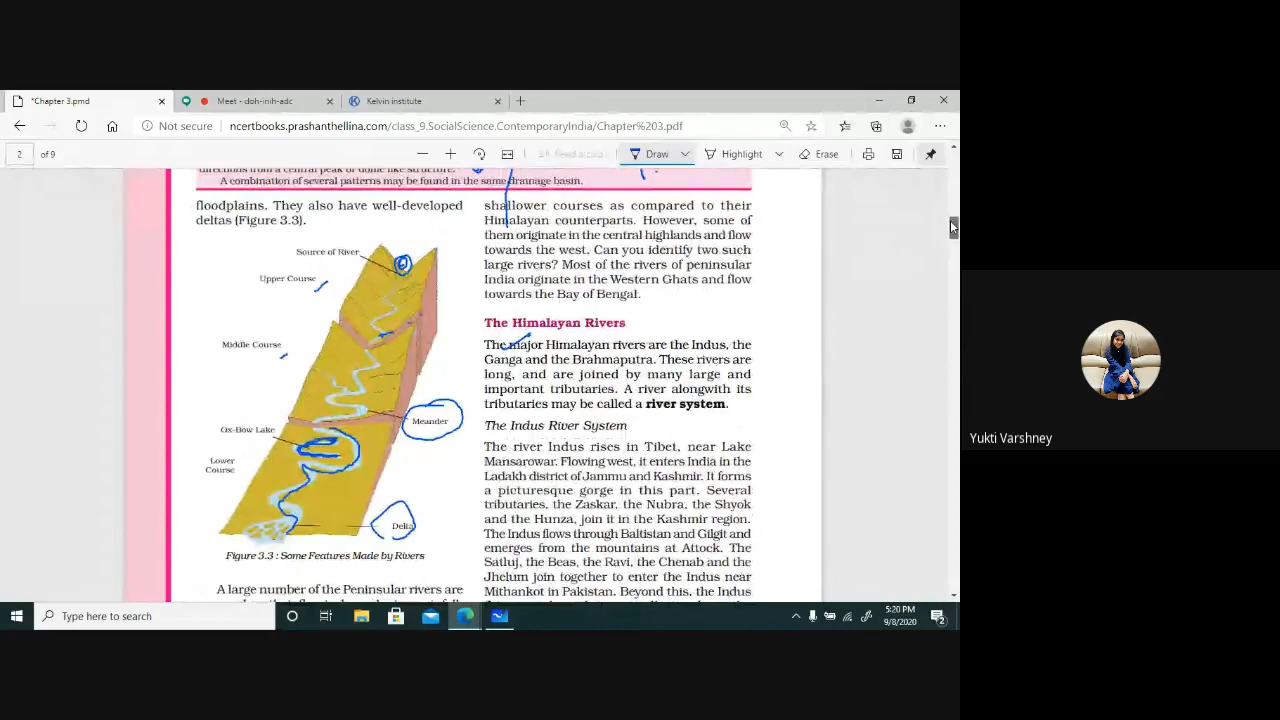 *Chapter 3.pmd
Meet - doh-inih-adc
Kelvin institute
Not secure
ncertbooks.prashanthellina.com/class_9.SocialScience.ContemporaryIndia/Chapter%203.pdf
2 of 9
Read aloud
Draw
Highlight
Erase
directions from a central peak or dome like structure.
A combination of several patterns may be found in the same drainage basin.
floodplains. They also have well-developed
deltas (Figure 3.3).
Source of River
Upper Course
Middle Course
Meander
Ox-Bow Lake
Lower
Course
Delta
Figure 3.3 : Some Features Made by Rivers
A large number of the Peninsular rivers are
shallower courses as compared to their
Himalayan counterparts. However, some of
them originate in the central highlands and flow
towards the west. Can you identify two such
large rivers? Most of the rivers of peninsular
India originate in the Western Ghats and flow
towards the Bay of Bengal.
The Himalayan Rivers
The major Himalayan rivers are the Indus, the
Ganga and the Brahmaputra. These rivers are
long, and are joined by many large and
important tributaries. A river alongwith its
tributaries may be called a river system.
The Indus River System
The river Indus rises in Tibet, near Lake
Mansarowar. Flowing west, it enters India in the
Ladakh district of Jammu and Kashmir. It forms
a picturesque gorge in this part. Several
tributaries, the Zaskar, the Nubra, the Shyok
and the Hunza, join it in the Kashmir region.
The Indus flows through Baltistan and Gilgit and
emerges from the mountains at Attock. The
Satluj, the Beas, the Ravi, the Chenab and the
Jhelum join together to enter the Indus near
Mithankot in Pakistan. Beyond this, the Indus
Yukti Varshney
Type here to search
5:20 PM
9/8/2020
2